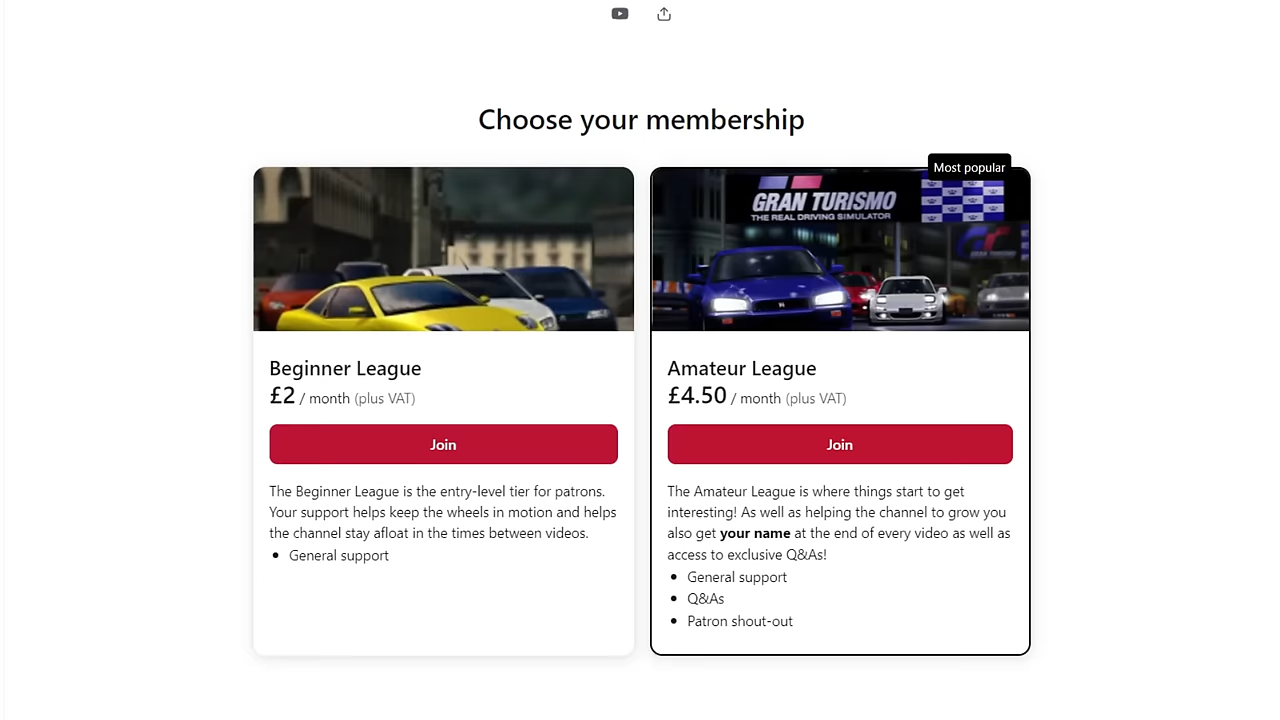 Choose your membership
Most popular
GRAN TURISMO
THE REAL DRIVING SIMULATOR
GRAN TURISMO
Beginner League
£2 / month (plus VAT)
Join
The Beginner League is the entry-level tier for patrons.
Your support helps keep the wheels in motion and helps
the channel stay afloat in the times between videos.
• General support
Amateur League
£4.50 / month (plus VAT)
Join
The Amateur League is where things start to get
interesting! As well as helping the channel to grow you
also get your name at the end of every video as well as
access to exclusive Q&As!
• General support
• Q&As
• Patron shout-out